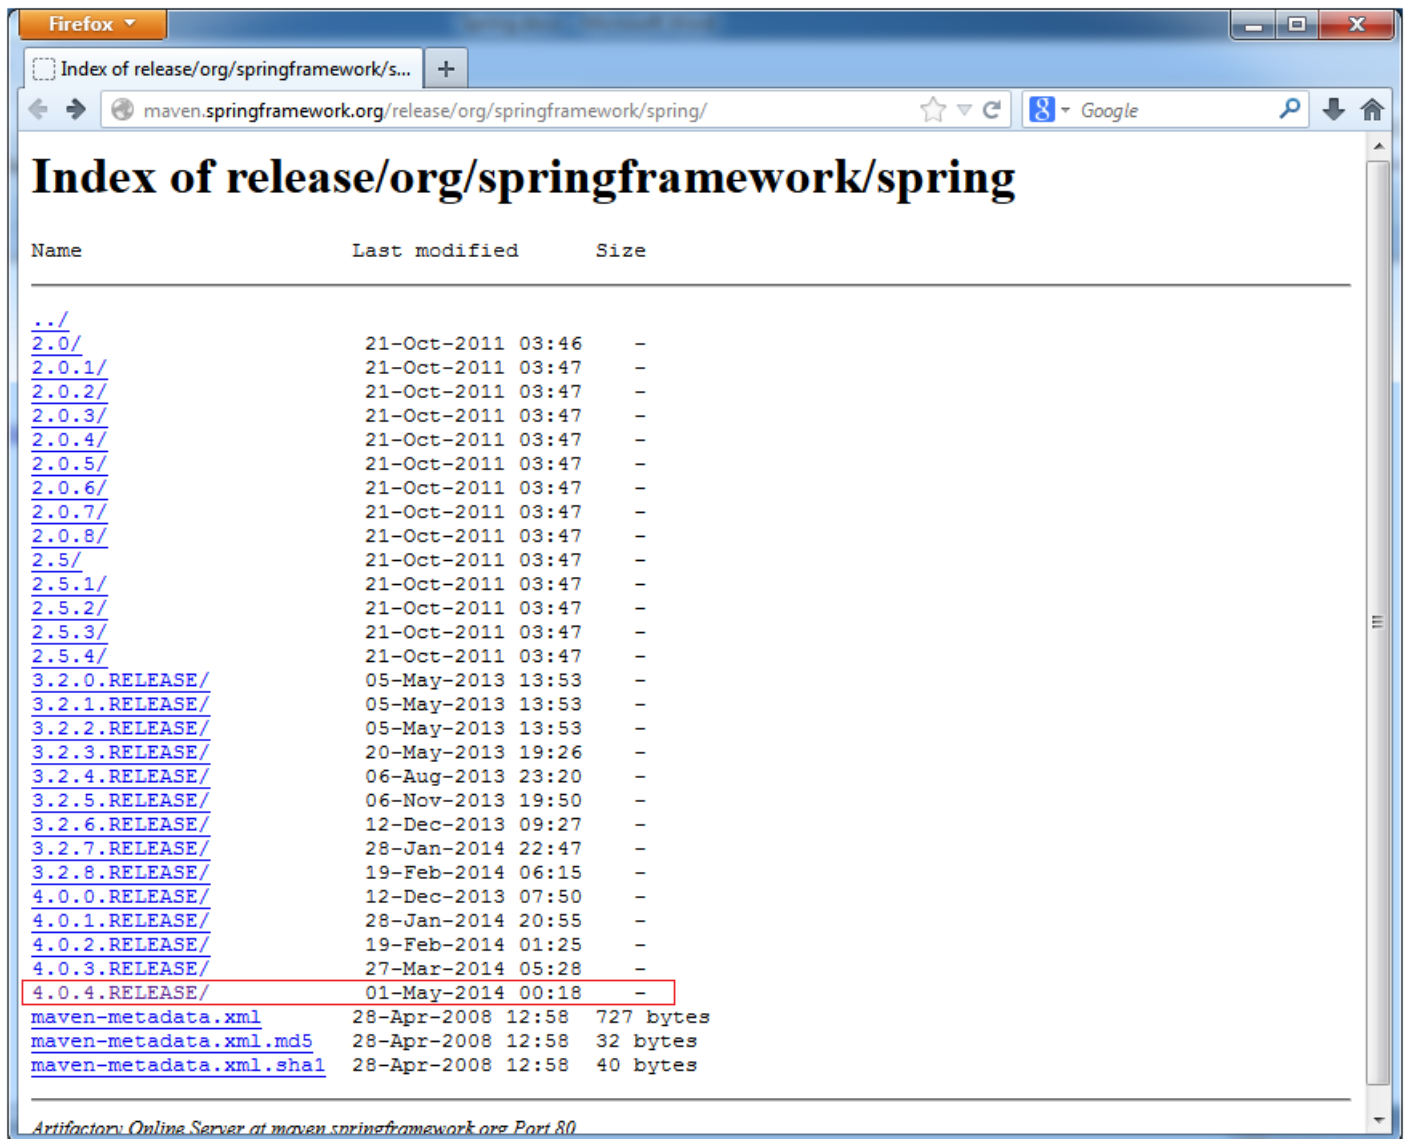 Firefox
Index of release/org/springframework/s...
maven.springframework.org/release/org/springframework/spring/
Google
Index of release/org/springframework/spring
Name Last modified Size
../
2.0/ 21-Oct-2011 03:46 -
2.0.1/ 21-Oct-2011 03:47 -
2.0.2/ 21-Oct-2011 03:47 -
2.0.3/ 21-Oct-2011 03:47 -
2.0.4/ 21-Oct-2011 03:47 -
2.0.5/ 21-Oct-2011 03:47 -
2.0.6/ 21-Oct-2011 03:47 -
2.0.7/ 21-Oct-2011 03:47 -
2.0.8/ 21-Oct-2011 03:47 -
2.5/ 21-Oct-2011 03:47 -
2.5.1/ 21-Oct-2011 03:47 -
2.5.2/ 21-Oct-2011 03:47 -
2.5.3/ 21-Oct-2011 03:47 -
2.5.4/ 21-Oct-2011 03:47 -
3.2.0.RELEASE/ 05-May-2013 13:53 -
3.2.1.RELEASE/ 05-May-2013 13:53 -
3.2.2.RELEASE/ 05-May-2013 13:53 -
3.2.3.RELEASE/ 20-May-2013 19:26 -
3.2.4.RELEASE/ 06-Aug-2013 23:20 -
3.2.5.RELEASE/ 06-Nov-2013 19:50 -
3.2.6.RELEASE/ 12-Dec-2013 09:27 -
3.2.7.RELEASE/ 28-Jan-2014 22:47 -
3.2.8.RELEASE/ 19-Feb-2014 06:15 -
4.0.0.RELEASE/ 12-Dec-2013 07:50 -
4.0.1.RELEASE/ 28-Jan-2014 20:55 -
4.0.2.RELEASE/ 19-Feb-2014 01:25 -
4.0.3.RELEASE/ 27-Mar-2014 05:28 -
4.0.4.RELEASE/ 01-May-2014 00:18 -
maven-metadata.xml 28-Apr-2008 12:58 727 bytes
maven-metadata.xml.md5 28-Apr-2008 12:58 32 bytes
maven-metadata.xml.sha1 28-Apr-2008 12:58 40 bytes
Artifactory Online Server at maven.springframework.org Port 80